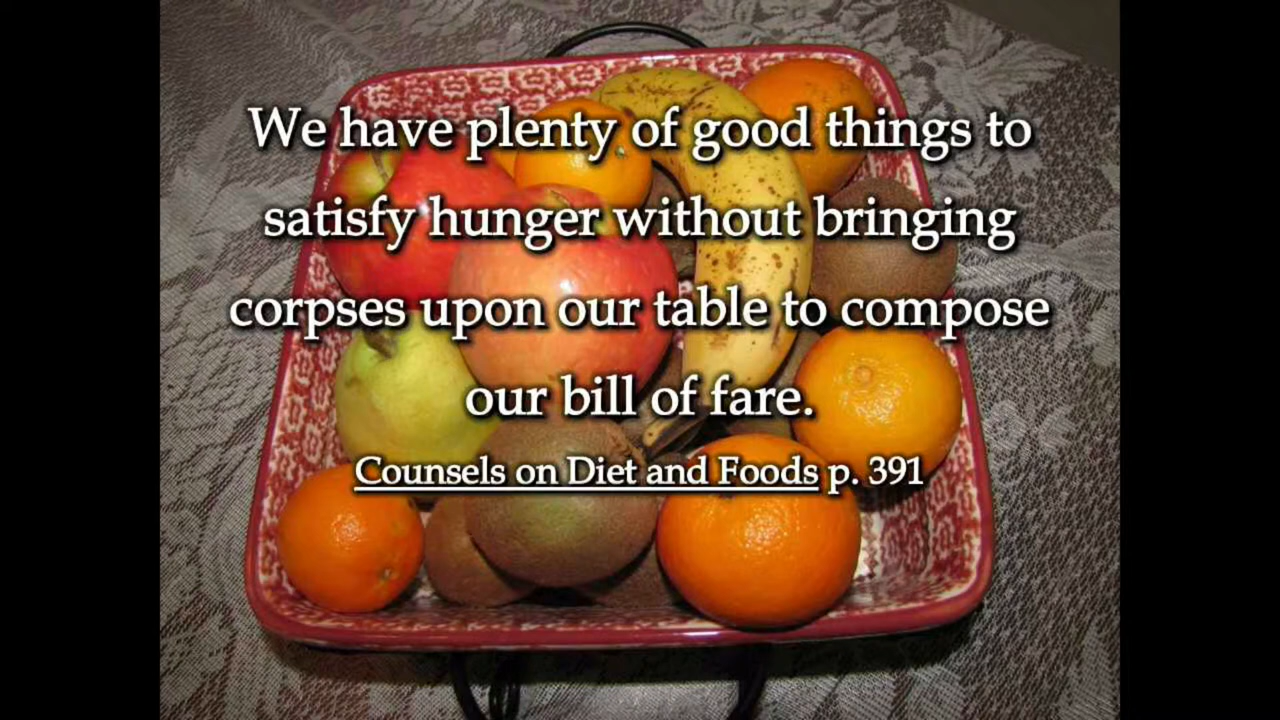 We have plenty of good things to
satisfy hunger without bringing
corpses upon our table to compose
our bill of fare.
Counsels on Diet and Foods p. 391